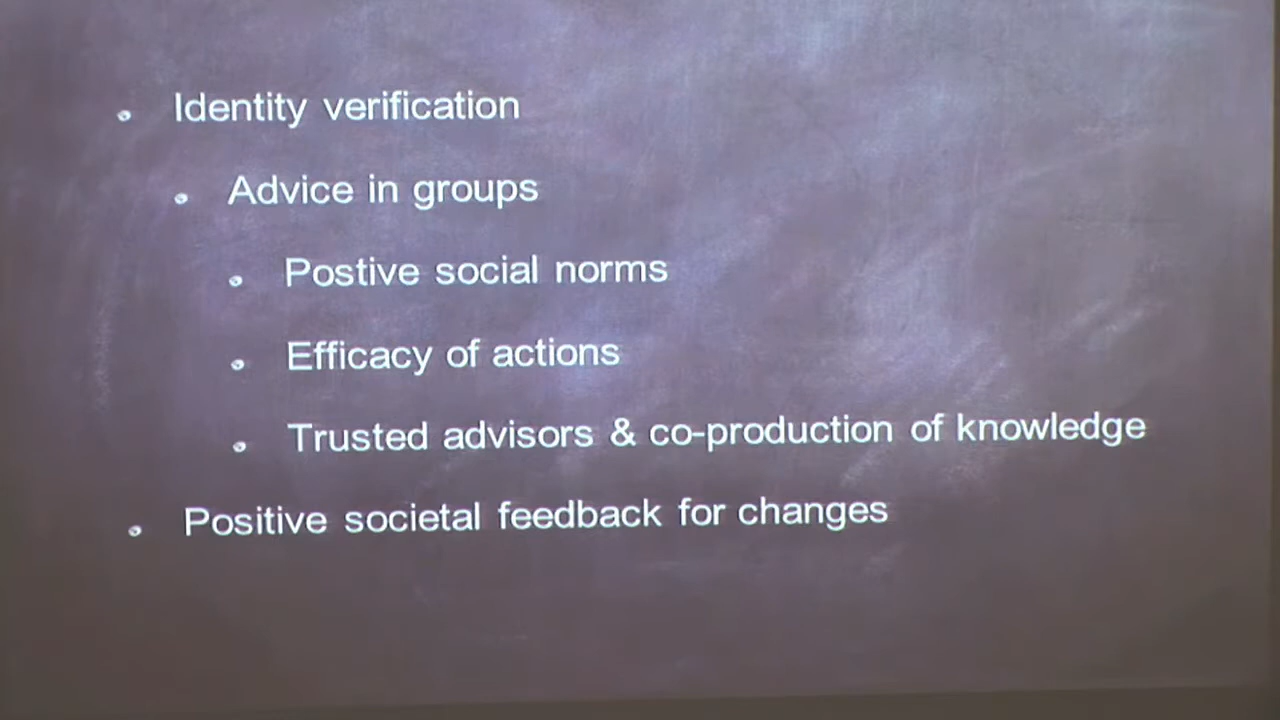 Identity verification
Advice in groups
Postive social norms
Efficacy of actions
Trusted advisors & co-production of knowledge
Positive societal feedback for changes